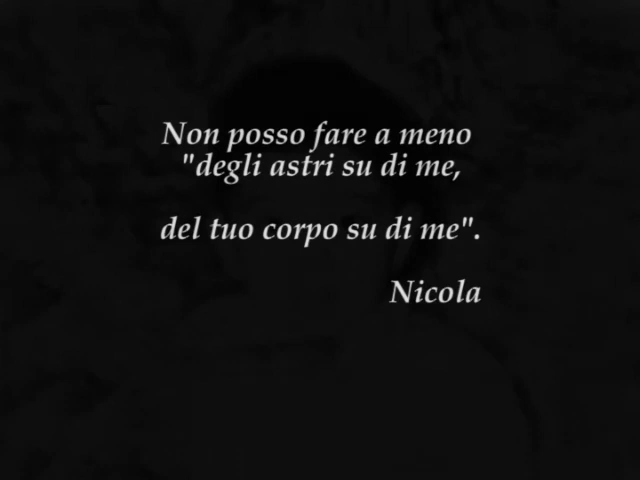 Non posso fare a meno
"degli astri su di me,
del tuo corpo su di me".
Nicola